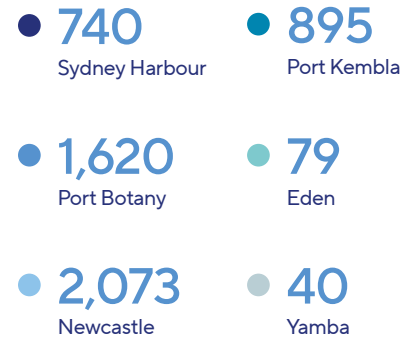 740
Sydney Harbour
895
Port Kembla
1,620
Port Botany
79
Eden
2,073
Newcastle
40
Yamba